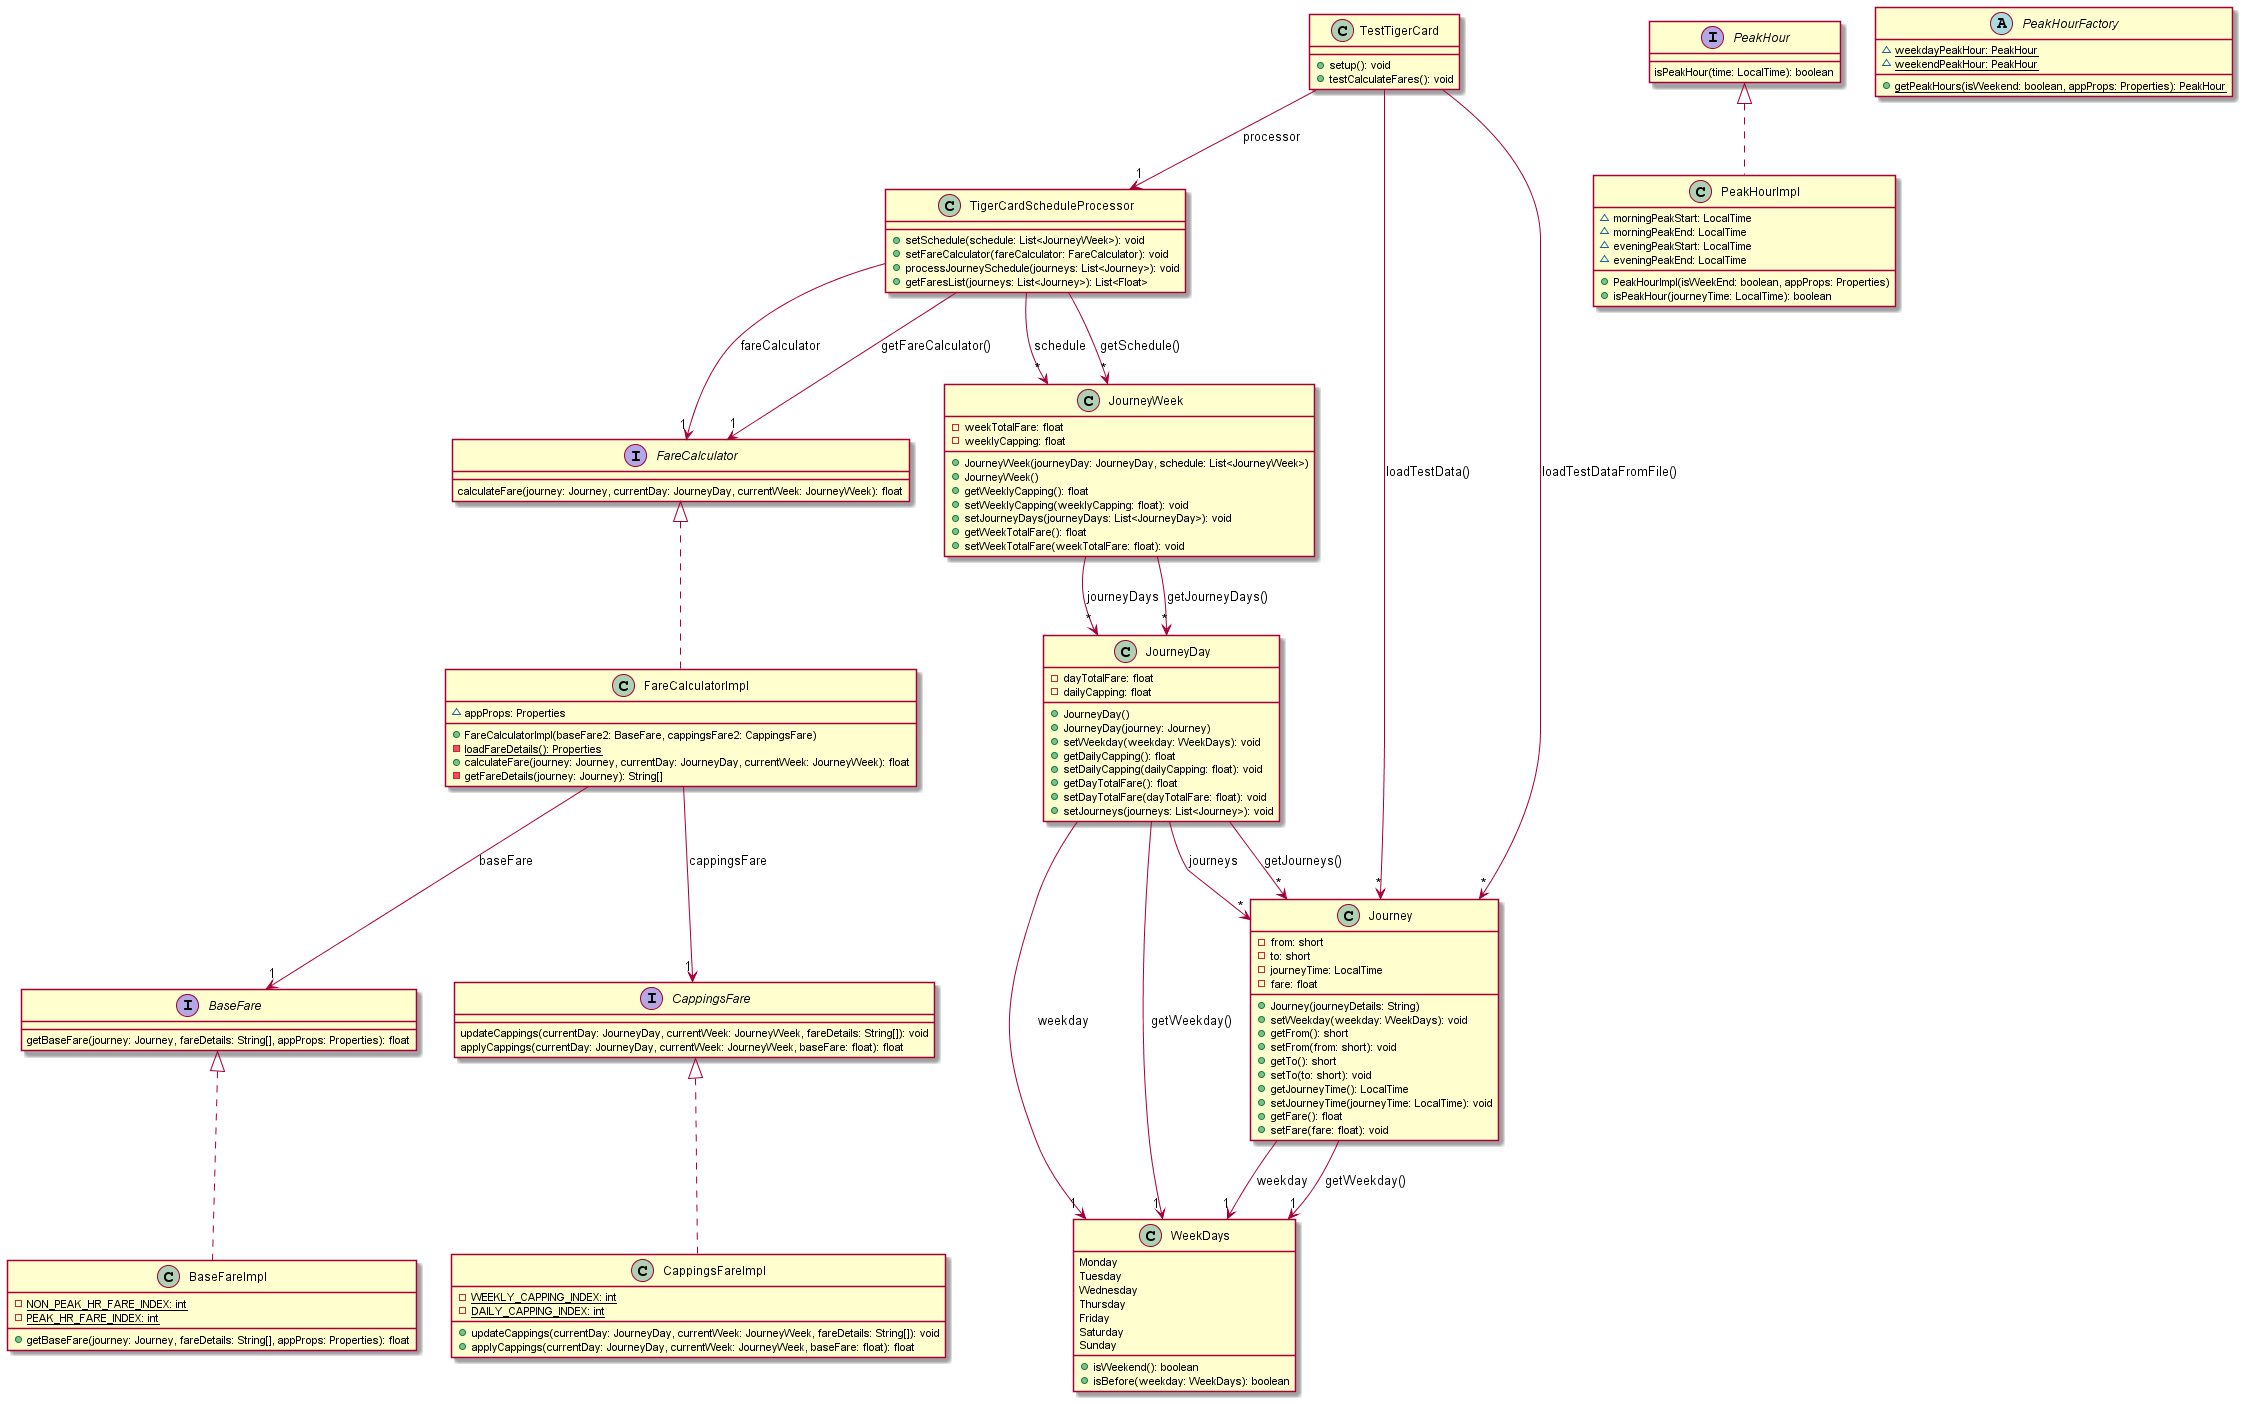 C TestTigerCard
setup(): void
testCalculateFares(): void
I PeakHour
isPeakHour(time: LocalTime): boolean
A PeakHourFactory
weekdayPeakHour: PeakHour
weekendPeakHour: PeakHour
getPeakHours(isWeekend: boolean, appProps: Properties): PeakHour
processor
1
C TigerCardScheduleProcessor
setSchedule(schedule: List<JourneyWeek>): void
setFareCalculator(fareCalculator: FareCalculator): void
processJourneySchedule(journeys: List<Journey>): void
getFaresList(journeys: List<Journey>): List<Float>
C PeakHourImpl
morningPeakStart: LocalTime
morningPeakEnd: LocalTime
eveningPeakStart: LocalTime
eveningPeakEnd: LocalTime
PeakHourImpl(isWeekEnd: boolean, appProps: Properties)
isPeakHour(journeyTime: LocalTime): boolean
fareCalculator
1
getFareCalculator()
1
schedule
*
getSchedule()
*
loadTestData()
*
loadTestDataFromFile()
*
I FareCalculator
calculateFare(journey: Journey, currentDay: JourneyDay, currentWeek: JourneyWeek): float
C JourneyWeek
weekTotalFare: float
weeklyCapping: float
JourneyWeek(journeyDay: JourneyDay, schedule: List<JourneyWeek>)
JourneyWeek()
getWeeklyCapping(): float
setWeeklyCapping(weeklyCapping: float): void
setJourneyDays(journeyDays: List<JourneyDay>): void
getWeekTotalFare(): float
setWeekTotalFare(weekTotalFare: float): void
journeyDays
*
getJourneyDays()
*
C FareCalculatorImpl
appProps: Properties
FareCalculatorImpl(baseFare2: BaseFare, cappingsFare2: CappingsFare)
loadFareDetails(): Properties
calculateFare(journey: Journey, currentDay: JourneyDay, currentWeek: JourneyWeek): float
getFareDetails(journey: Journey): String[]
C JourneyDay
dayTotalFare: float
dailyCapping: float
JourneyDay()
JourneyDay(journey: Journey)
setWeekday(weekday: WeekDays): void
getDailyCapping(): float
setDailyCapping(dailyCapping: float): void
getDayTotalFare(): float
setDayTotalFare(dayTotalFare: float): void
setJourneys(journeys: List<Journey>): void
baseFare
1
cappingsFare
1
journeys
*
getJourneys()
*
weekday
1
getWeekday()
1
I BaseFare
getBaseFare(journey: Journey, fareDetails: String[], appProps: Properties): float
I CappingsFare
updateCappings(currentDay: JourneyDay, currentWeek: JourneyWeek, fareDetails: String[]): void
applyCappings(currentDay: JourneyDay, currentWeek: JourneyWeek, baseFare: float): float
C Journey
from: short
to: short
journeyTime: LocalTime
fare: float
Journey(journeyDetails: String)
setWeekday(weekday: WeekDays): void
getFrom(): short
setFrom(from: short): void
getTo(): short
setTo(to: short): void
getJourneyTime(): LocalTime
setJourneyTime(journeyTime: LocalTime): void
getFare(): float
setFare(fare: float): void
weekday
1
getWeekday()
1
C BaseFareImpl
NON_PEAK_HR_FARE_INDEX: int
PEAK_HR_FARE_INDEX: int
getBaseFare(journey: Journey, fareDetails: String[], appProps: Properties): float
C CappingsFareImpl
WEEKLY_CAPPING_INDEX: int
DAILY_CAPPING_INDEX: int
updateCappings(currentDay: JourneyDay, currentWeek: JourneyWeek, fareDetails: String[]): void
applyCappings(currentDay: JourneyDay, currentWeek: JourneyWeek, baseFare: float): float
C WeekDays
Monday
Tuesday
Wednesday
Thursday
Friday
Saturday
Sunday
isWeekend(): boolean
isBefore(weekday: WeekDays): boolean